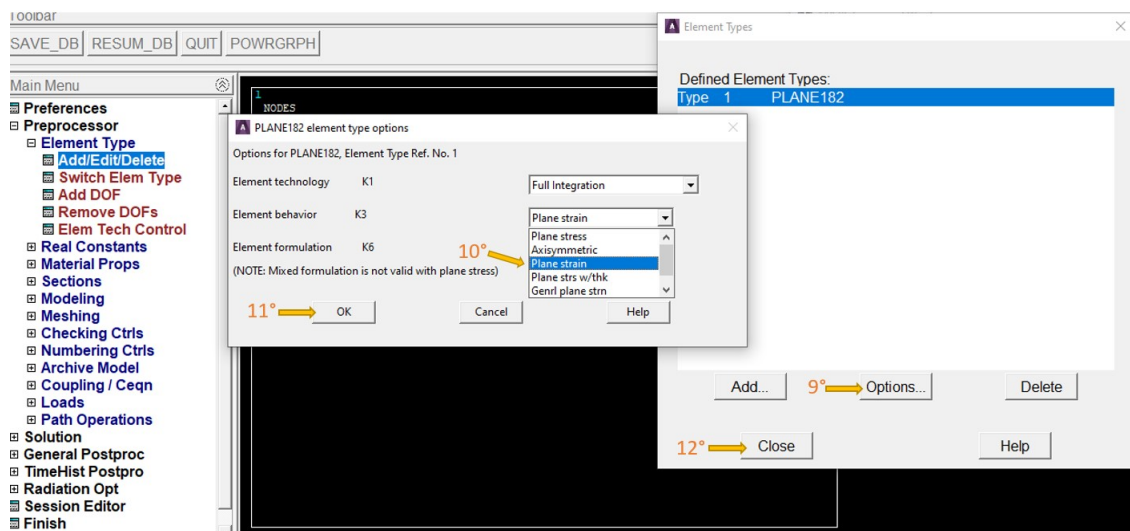 Toolbar
SAVE_DB RESUM_DB QUIT POWRGRPH
Main Menu
Preferences
Preprocessor
Element Type
Add/Edit/Delete
Switch Elem Type
Add DOF
Remove DOFs
Elem Tech Control
Real Constants
Material Props
Sections
Modeling
Meshing
Checking Ctrls
Numbering Ctrls
Archive Model
Coupling / Ceqn
Loads
Path Operations
Solution
General Postproc
TimeHist Postpro
Radiation Opt
Session Editor
Finish
1
NODES
PLANE182 element type options
Options for PLANE182, Element Type Ref. No. 1
Element technology K1 Full Integration
Element behavior K3 Plane strain
Plane stress
Axisymmetric
Element formulation K6 10° Plane strain
(NOTE: Mixed formulation is not valid with plane stress) Plane strs w/thk
Genrl plane strn
11° OK Cancel Help
Element Types
Defined Element Types:
Type 1 PLANE182
Add... 9° Options... Delete
12° Close Help